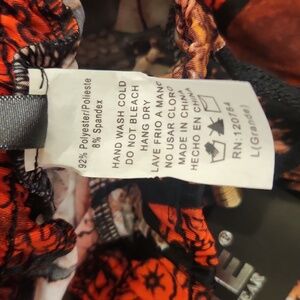 92% Polyester/Polieste
8% Spandex
HAND WASH COLD
DO NOT BLEACH
HANG DRY
LAVE FRIO A MANO
NO USAR CLORO
MADE IN CHINA
HECHO EN CHINA
RN: 120784
L(Grande)
E